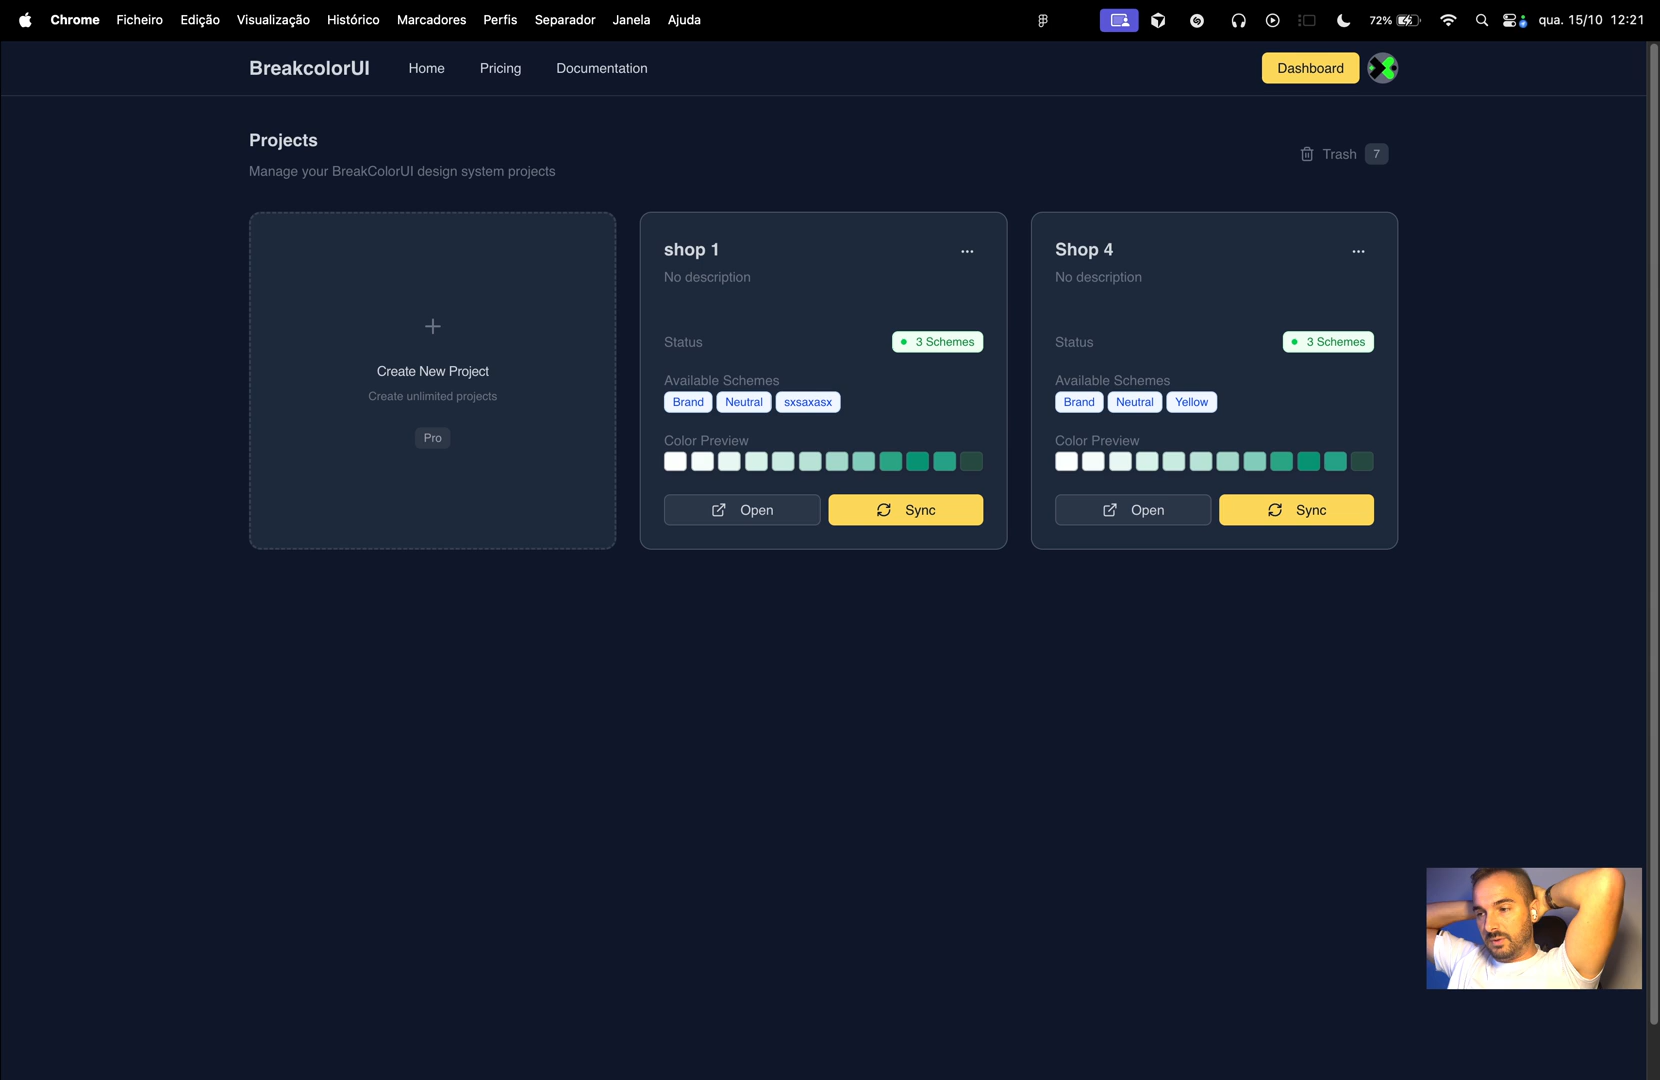 Chrome Ficheiro Edição Visualização Histórico Marcadores Perfis Separador Janela Ajuda 72% qua. 15/10 12:21
BreakcolorUI Home Pricing Documentation Dashboard
Projects
Manage your BreakColorUI design system projects
Trash 7
Create New Project
Create unlimited projects
Pro
shop 1
...
No description
Status 3 Schemes
Available Schemes
Brand Neutral sxsaxasx
Color Preview
Open Sync
Shop 4
...
No description
Status 3 Schemes
Available Schemes
Brand Neutral Yellow
Color Preview
Open Sync